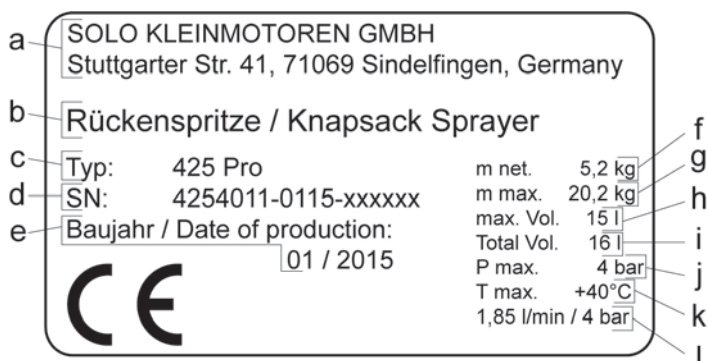 a
SOLO KLEINMOTOREN GMBH
Stuttgarter Str. 41, 71069 Sindelfingen, Germany
b
Rückenspritze / Knapsack Sprayer
c
Typ: 425 Pro
d
SN: 4254011-0115-xxxxxx
e
Baujahr / Date of production:
01 / 2015
CE
m net. 5,2 kg
f
m max. 20,2 kg
g
max. Vol. 15 l
h
Total Vol. 16 l
i
P max. 4 bar
j
T max. +40°C
k
1,85 l/min / 4 bar
l